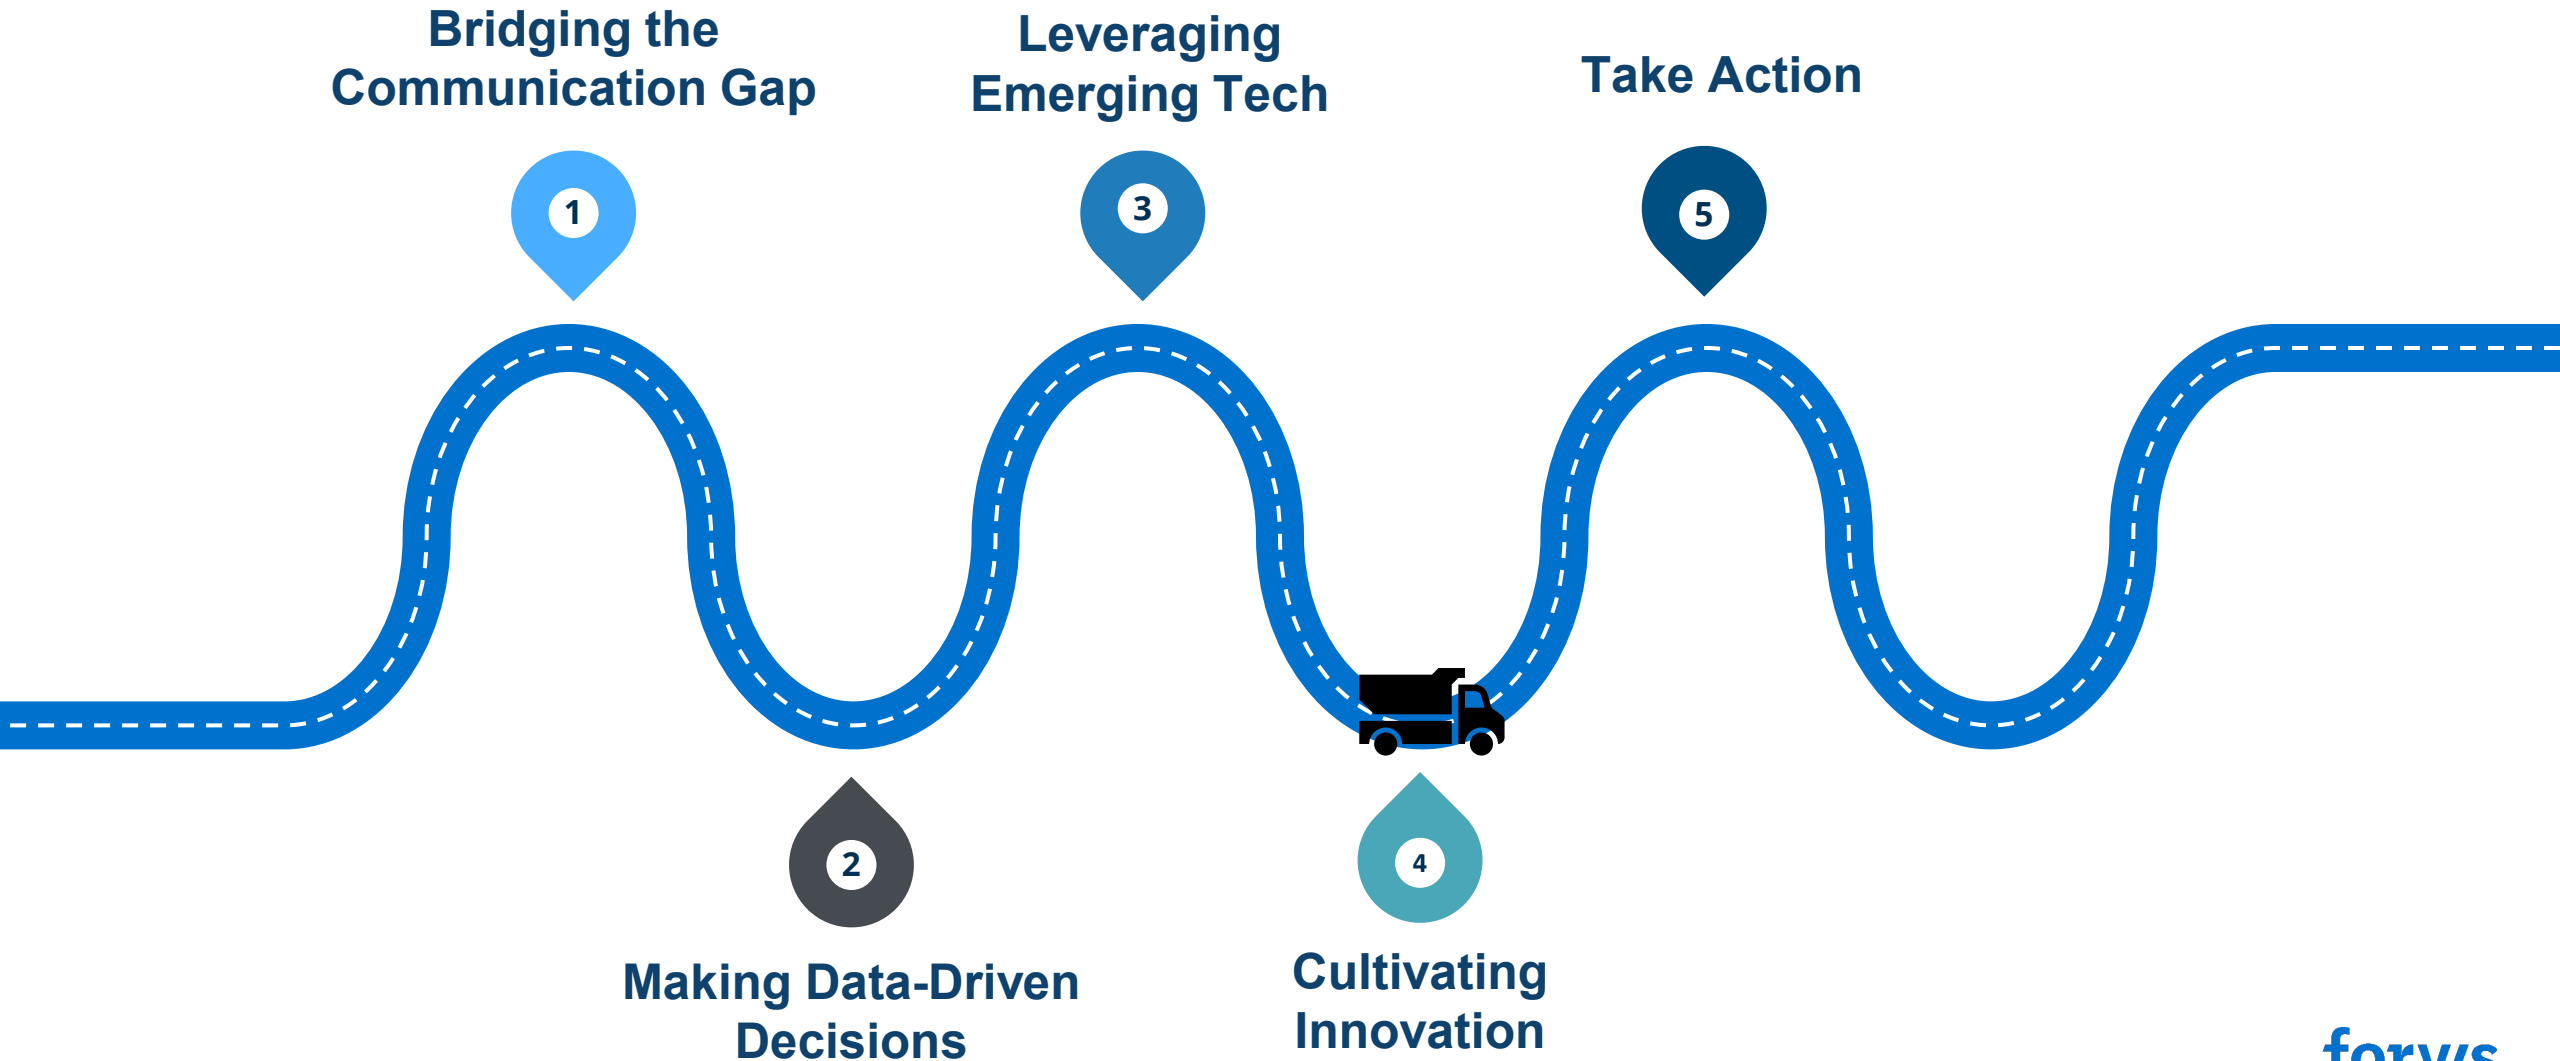 Bridging the
Communication Gap
1
Leveraging
Emerging Tech
3
Take Action
5
2
Making Data-Driven
Decisions
4
Cultivating
Innovation
forvis